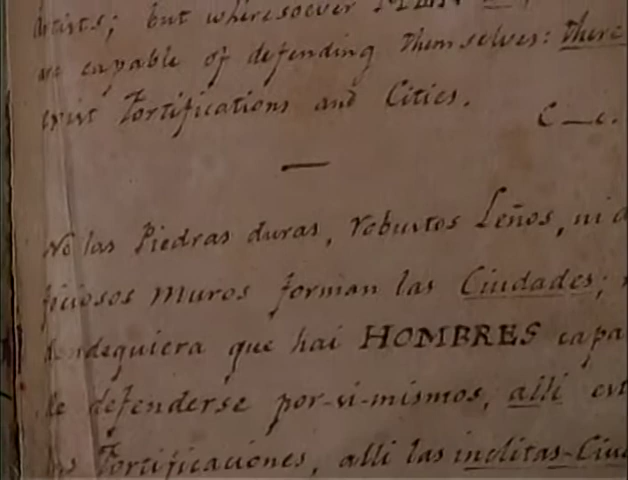 Artists; but wheresoever
are capable of defending themselves: there
exist Fortifications and Cities.
C—c.
No las Piedras duras, robustos Leños, ni
ficiosos Muros forman las Ciudades;
dondequiera que hai HOMBRES capa
de defenderse por-si-mismos, alli
Fortificaciones, alli las inclitas-Ciu